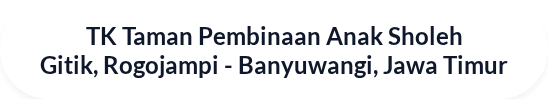 TK Taman Pembinaan Anak Sholeh
Gitik, Rogojampi - Banyuwangi, Jawa Timur